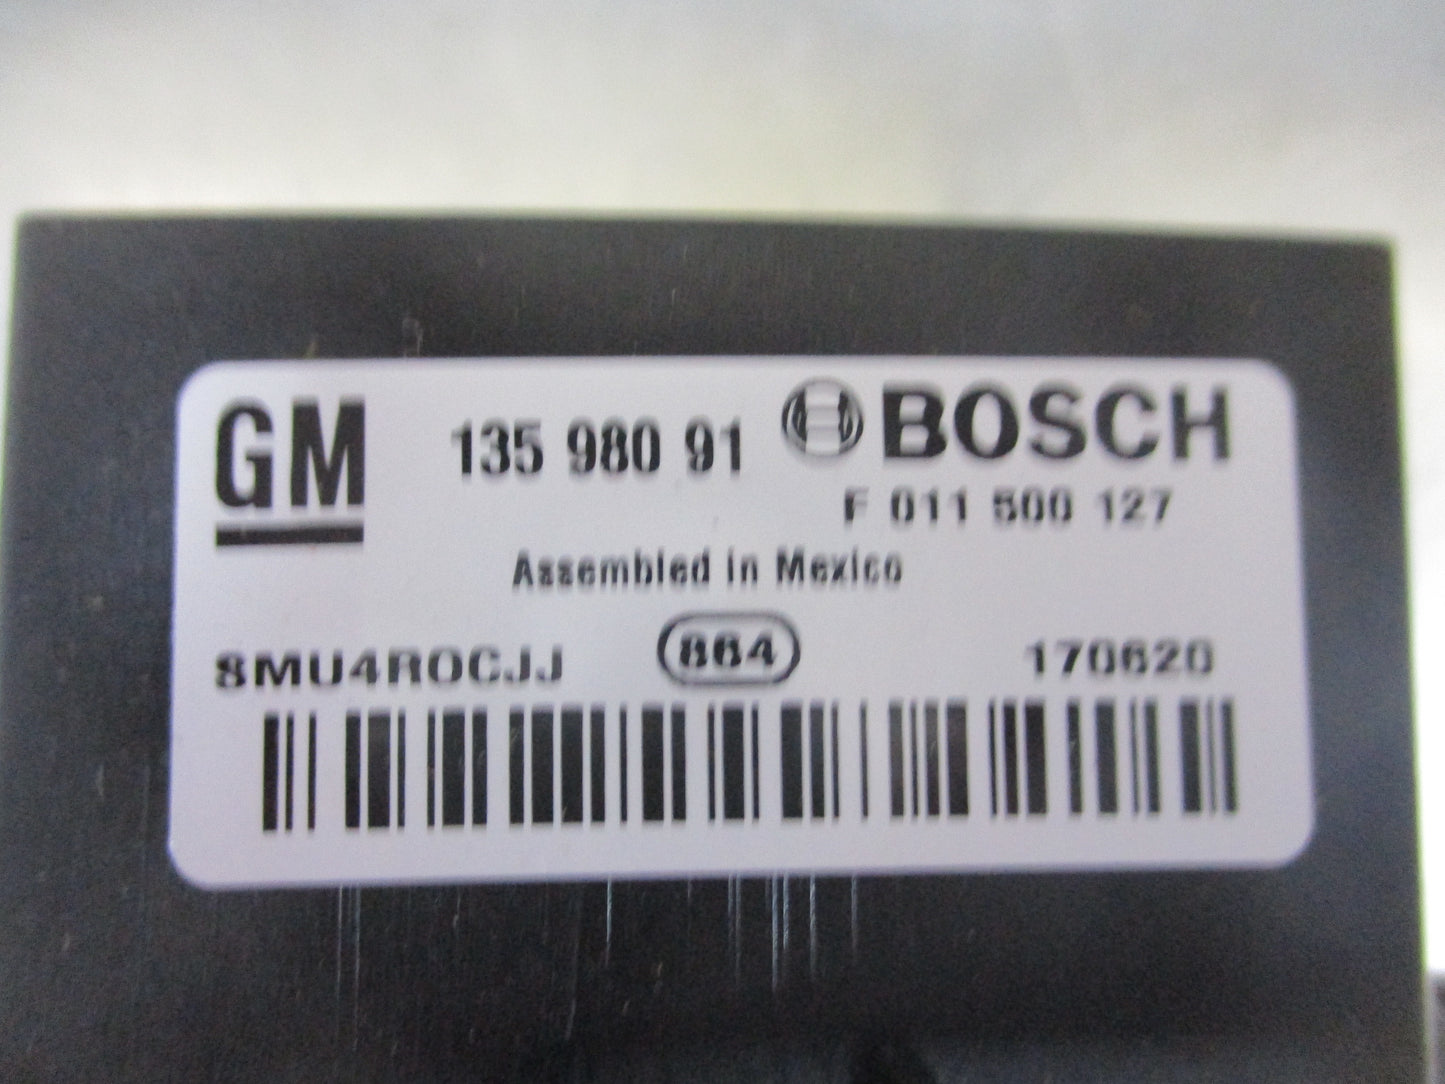 GM 135 980 91 BOSCH
F 011 500 127
Assembled in Mexico
8MU4ROCJJ 864 170620